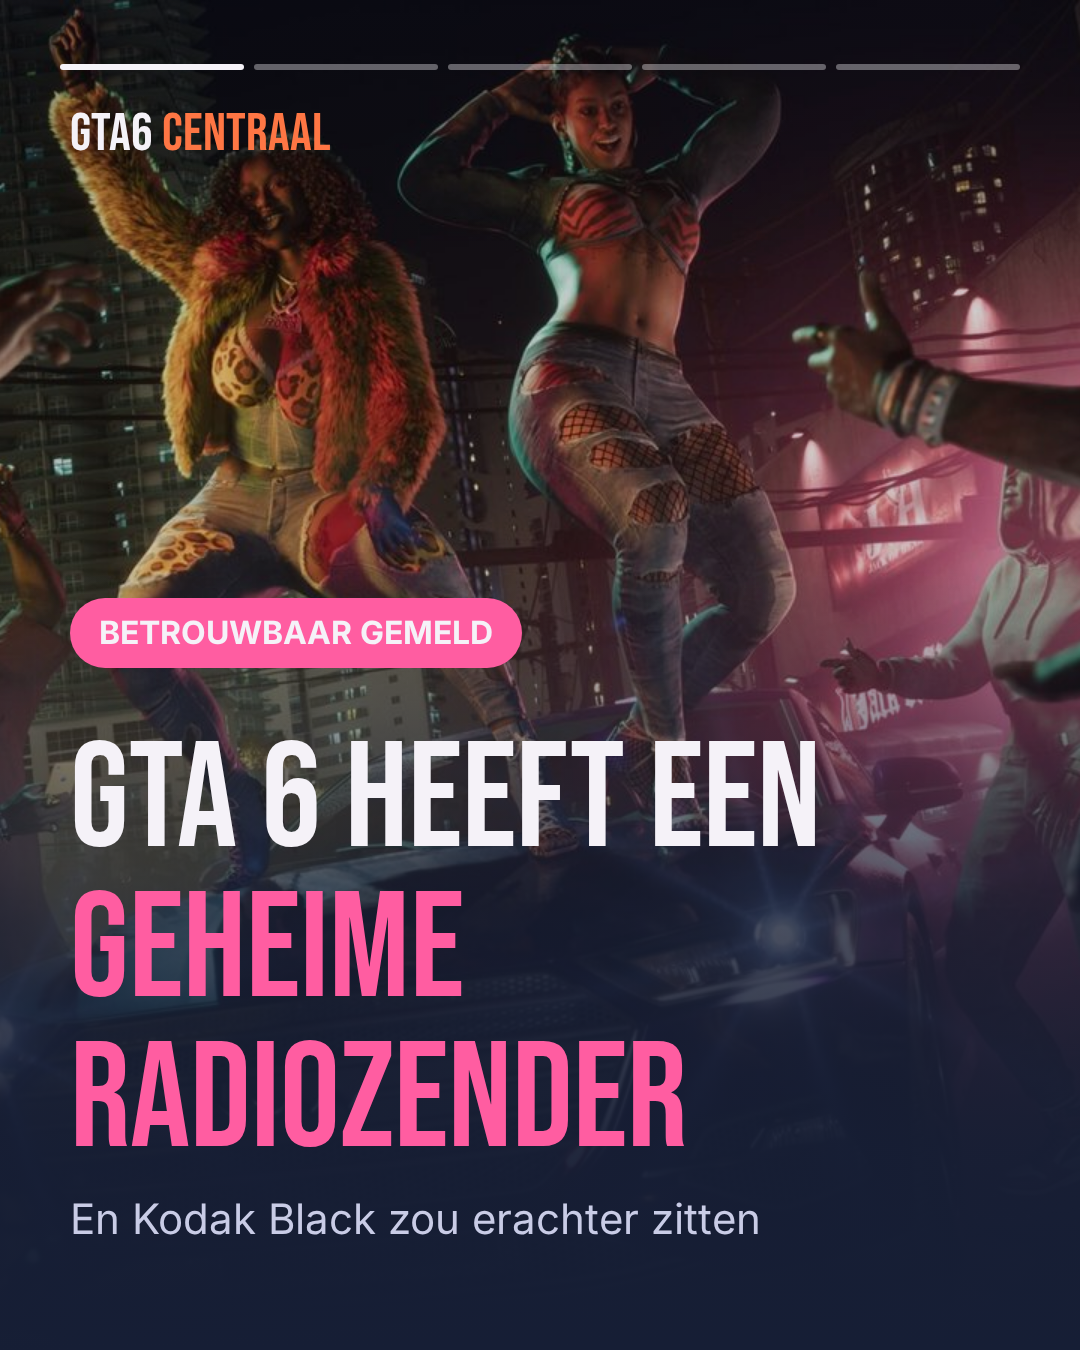 GTA6 CENTRAAL
BETROUWBAAR GEMELD
GTA 6 HEEFT EEN
GEHEIME
RADIOZENDER
En Kodak Black zou erachter zitten